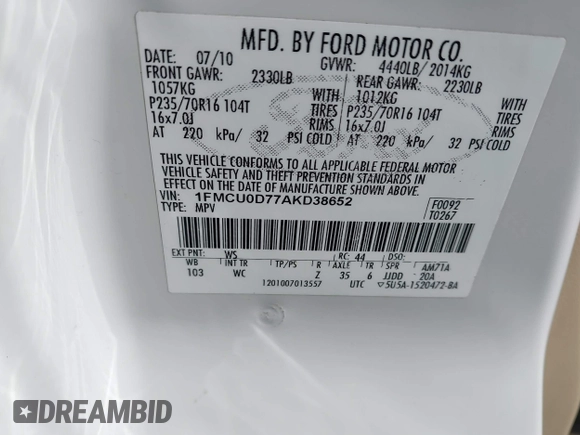 MFD. BY FORD MOTOR CO.
DATE: 07/10 GVWR: 4440LB/ 2014KG
FRONT GAWR: 2330LB REAR GAWR: 2230LB
1057KG WITH 1012KG WITH
P235/70R16 104T TIRES P235/70R16 104T TIRES
16x7.0J RIMS 16x7.0J RIMS
AT 220 kPa/ 32 PSI COLD AT 220 kPa/ 32 PSI COLD
THIS VEHICLE CONFORMS TO ALL APPLICABLE FEDERAL MOTOR
VEHICLE SAFETY AND THEFT PREVENTION STANDARDS
IN EFFECT ON THE DATE OF MANUFACTURE SHOWN ABOVE.
VIN: 1FMCU0D77AKD38652 F0092
TYPE: MPV T0267
EXT PNT: WS RC: 44 DSO:
WB INT TR TP/PS R AXLE TR SPR AM7TA
103 WC Z 35 6 JJDD 20A
1201007013557 UTC ▽5U5A-1520472-BA
DREAMBID